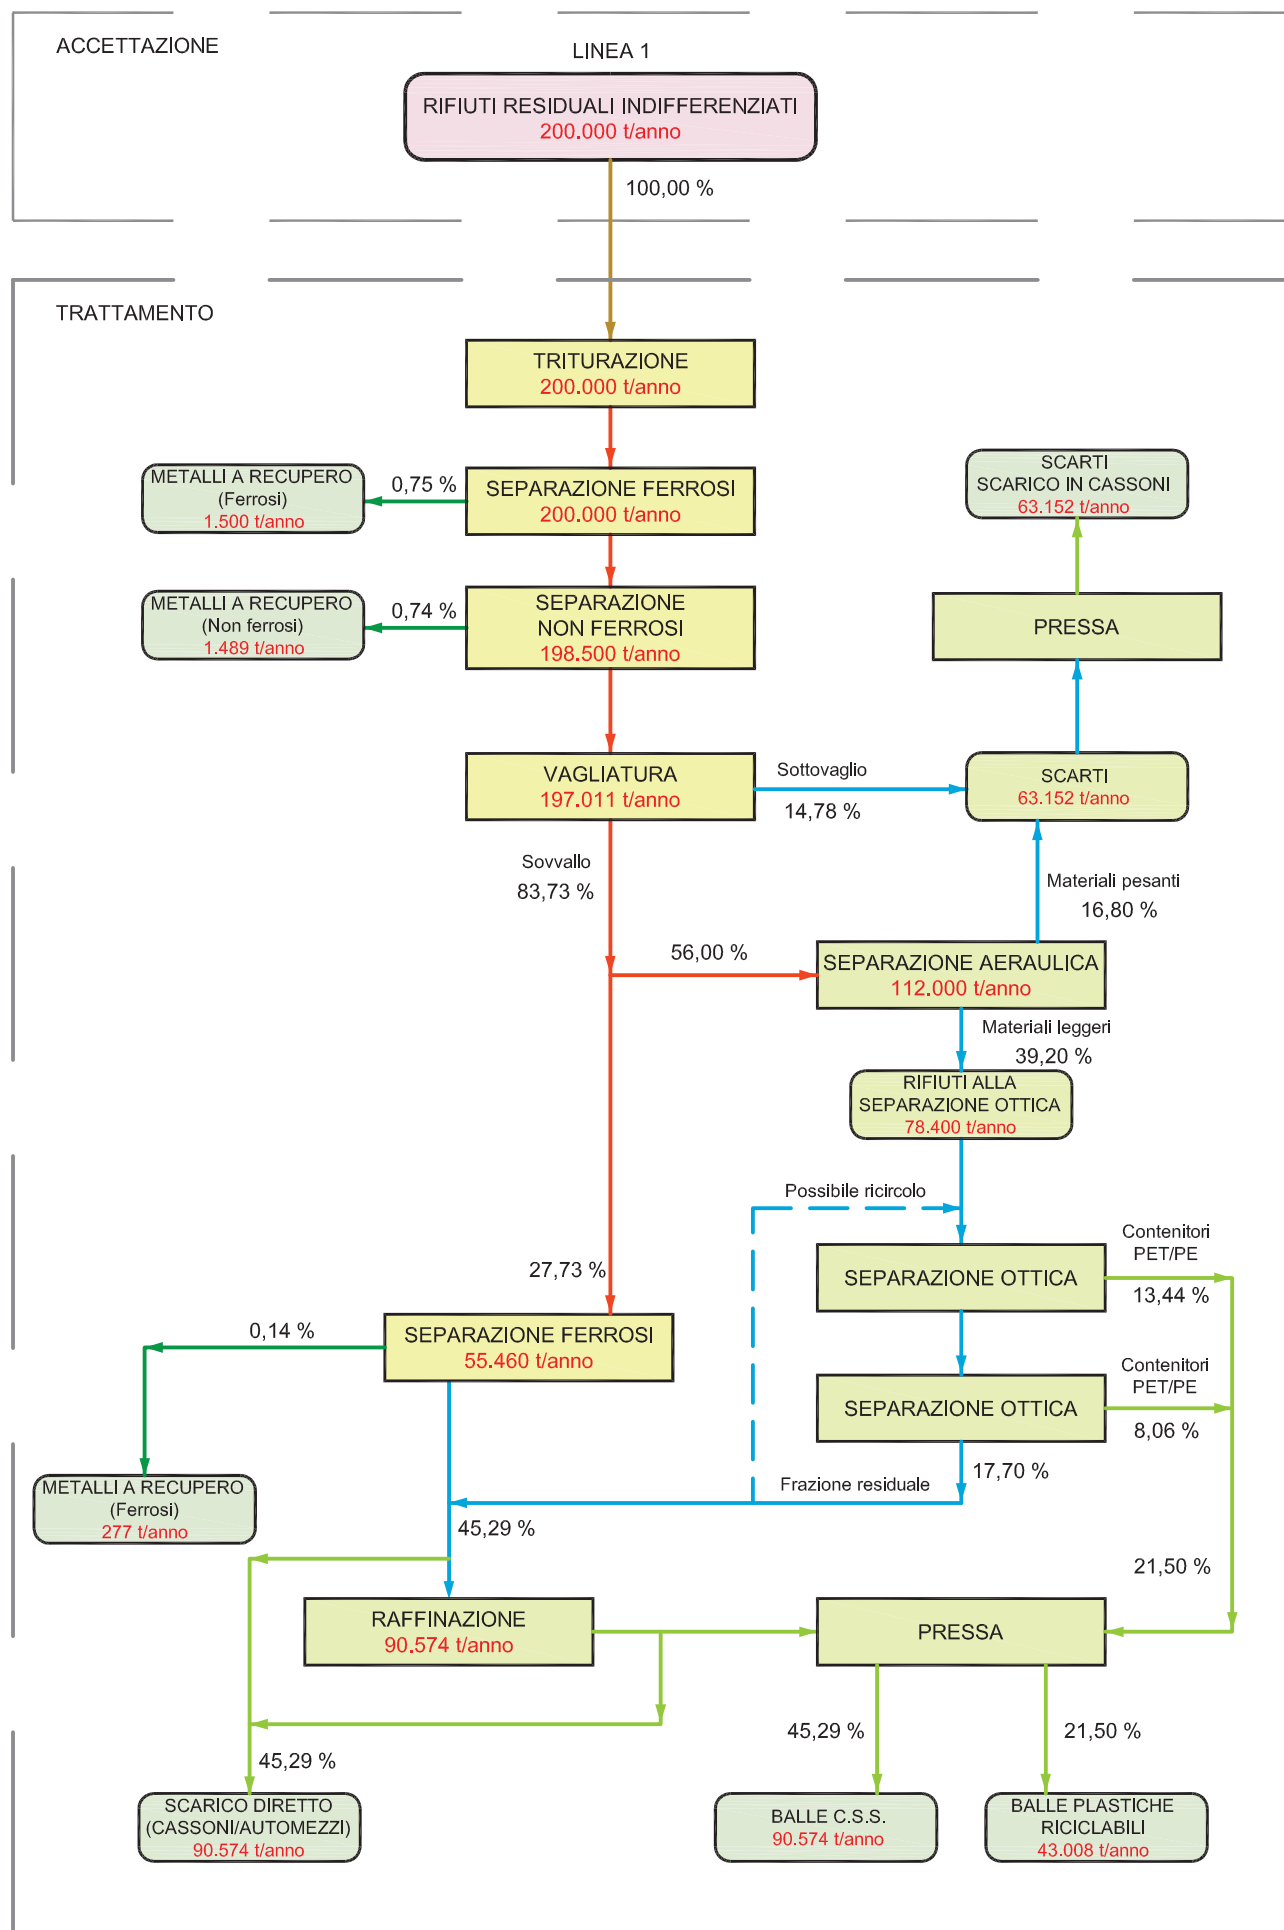 ACCETTAZIONE
LINEA 1
RIFIUTI RESIDUALI INDIFFERENZIATI
200.000 t/anno
100,00 %
TRATTAMENTO
TRITURAZIONE
200.000 t/anno
METALLI A RECUPERO
(Ferrosi)
1.500 t/anno
0,75 %
SEPARAZIONE FERROSI
200.000 t/anno
SCARTI
SCARICO IN CASSONI
63.152 t/anno
METALLI A RECUPERO
(Non ferrosi)
1.489 t/anno
0,74 %
SEPARAZIONE
NON FERROSI
198.500 t/anno
PRESSA
VAGLIATURA
197.011 t/anno
Sottovaglio
14,78 %
SCARTI
63.152 t/anno
Sovvallo
83,73 %
Materiali pesanti
16,80 %
56,00 %
SEPARAZIONE AERAULICA
112.000 t/anno
Materiali leggeri
39,20 %
RIFIUTI ALLA
SEPARAZIONE OTTICA
78.400 t/anno
Possibile ricircolo
Contenitori
PET/PE
27,73 %
SEPARAZIONE OTTICA
13,44 %
0,14 %
SEPARAZIONE FERROSI
55.460 t/anno
Contenitori
PET/PE
SEPARAZIONE OTTICA
8,06 %
17,70 %
METALLI A RECUPERO
(Ferrosi)
277 t/anno
Frazione residuale
45,29 %
21,50 %
RAFFINAZIONE
90.574 t/anno
PRESSA
45,29 %
45,29 %
21,50 %
SCARICO DIRETTO
(CASSONI/AUTOMEZZI)
90.574 t/anno
BALLE C.S.S.
90.574 t/anno
BALLE PLASTICHE
RICICLABILI
43.008 t/anno